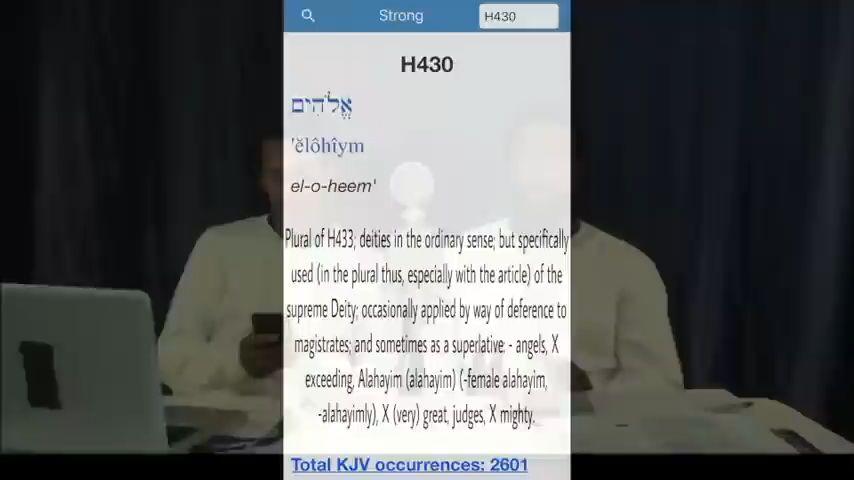 Strong
H430
H430
אֱלֹהִים
'ĕlôhîym
el-o-heem'
Plural of H433; deities in the ordinary sense; but specifically
used (in the plural thus, especially with the article) of the
supreme Deity; occasionally applied by way of deference to
magistrates; and sometimes as a superlative: - angels, X
exceeding, Alahayim (alahayim) (-female alahayim,
-alahayimly), X (very) great, judges, X mighty.
Total KJV occurrences: 2601